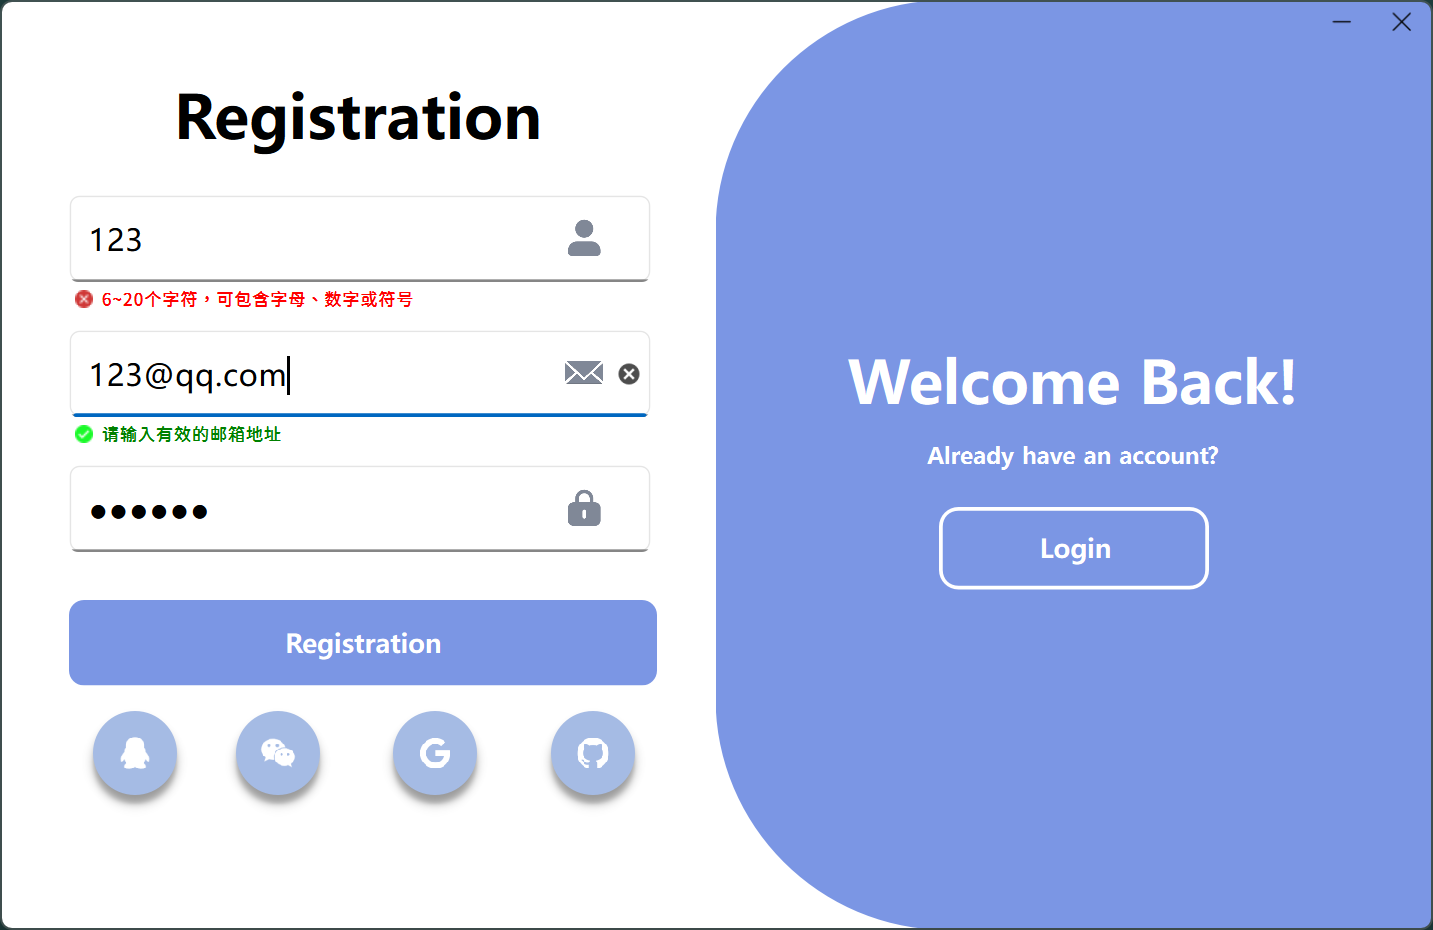 Registration
123
6~20个字符，可包含字母、数字或符号
123@qq.com
请输入有效的邮箱地址
••••••
Registration
Welcome Back!
Already have an account?
Login